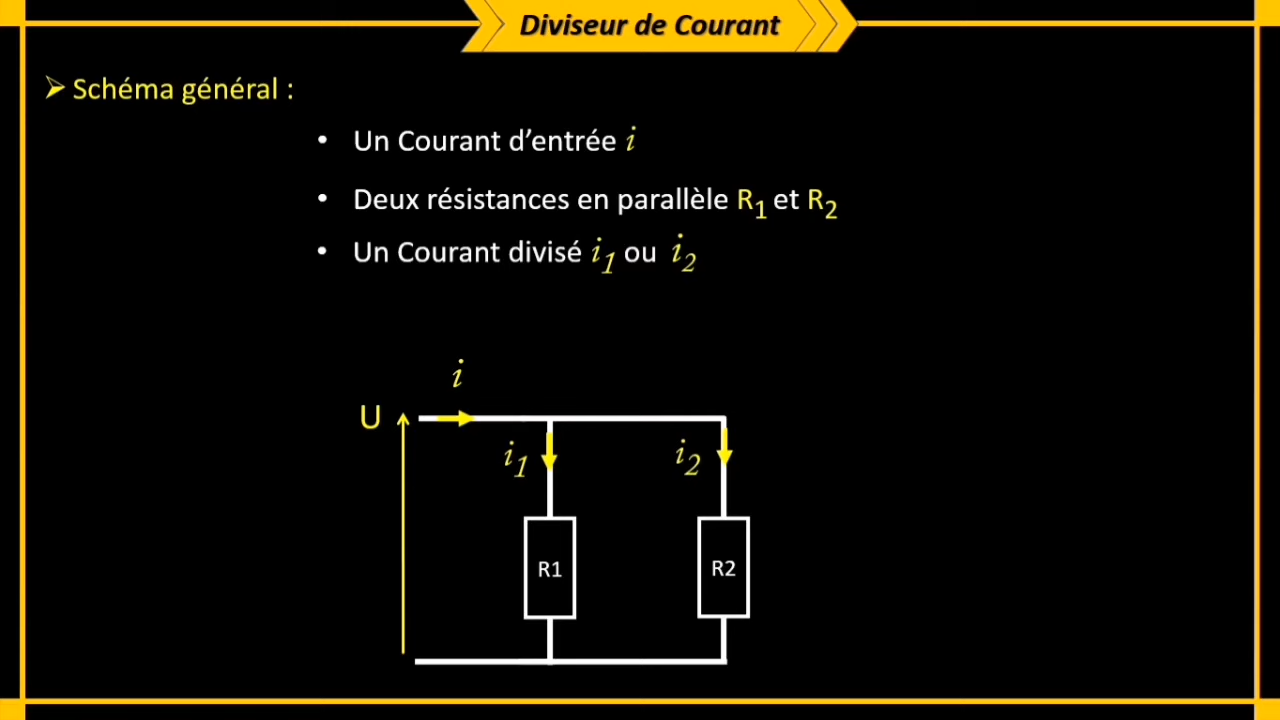 Diviseur de Courant
➢ Schéma général :
• Un Courant d’entrée i
• Deux résistances en parallèle R₁ et R₂
• Un Courant divisé i₁ ou i₂
i
U
i₁ i₂
R1 R2